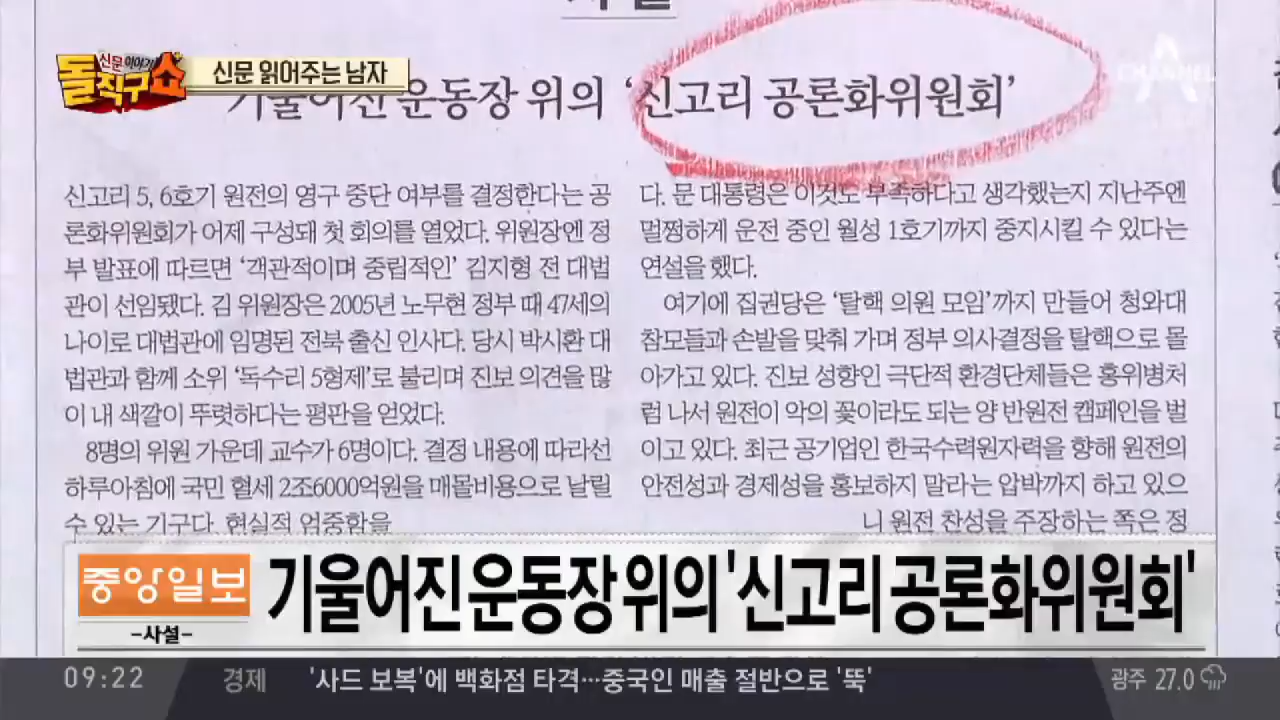 사설
신문이야기
돌직구쇼
신문 읽어주는 남자
CHANNEL A
기울어진 운동장 위의 '신고리 공론화위원회'
신고리 5, 6호기 원전의 영구 중단 여부를 결정한다는 공
론화위원회가 어제 구성돼 첫 회의를 열었다. 위원장엔 정
부 발표에 따르면 '객관적이며 중립적인' 김지형 전 대법
관이 선임됐다. 김 위원장은 2005년 노무현 정부 때 47세의
나이로 대법관에 임명된 전북 출신 인사다. 당시 박시환 대
법관과 함께 소위 '독수리 5형제'로 불리며 진보 의견을 많
이 내 색깔이 뚜렷하다는 평판을 얻었다.
8명의 위원 가운데 교수가 6명이다. 결정 내용에 따라선
하루아침에 국민 혈세 2조6000억원을 매몰비용으로 날릴
수 있는 기구다. 현실적 엄중함을
다. 문 대통령은 이것도 부족하다고 생각했는지 지난주엔
멀쩡하게 운전 중인 월성 1호기까지 중지시킬 수 있다는
연설을 했다.
여기에 집권당은 '탈핵 의원 모임'까지 만들어 청와대
참모들과 손발을 맞춰 가며 정부 의사결정을 탈핵으로 몰
아가고 있다. 진보 성향인 극단적 환경단체들은 홍위병처
럼 나서 원전이 악의 꽃이라도 되는 양 반원전 캠페인을 벌
이고 있다. 최근 공기업인 한국수력원자력을 향해 원전의
안전성과 경제성을 홍보하지 말라는 압박까지 하고 있으
니 원전 찬성을 주장하는 쪽은 정
중앙일보
-사설-
기울어진 운동장 위의 '신고리 공론화위원회'
09:22 경제 '사드 보복'에 백화점 타격…중국인 매출 절반으로 '뚝' 광주 27.0